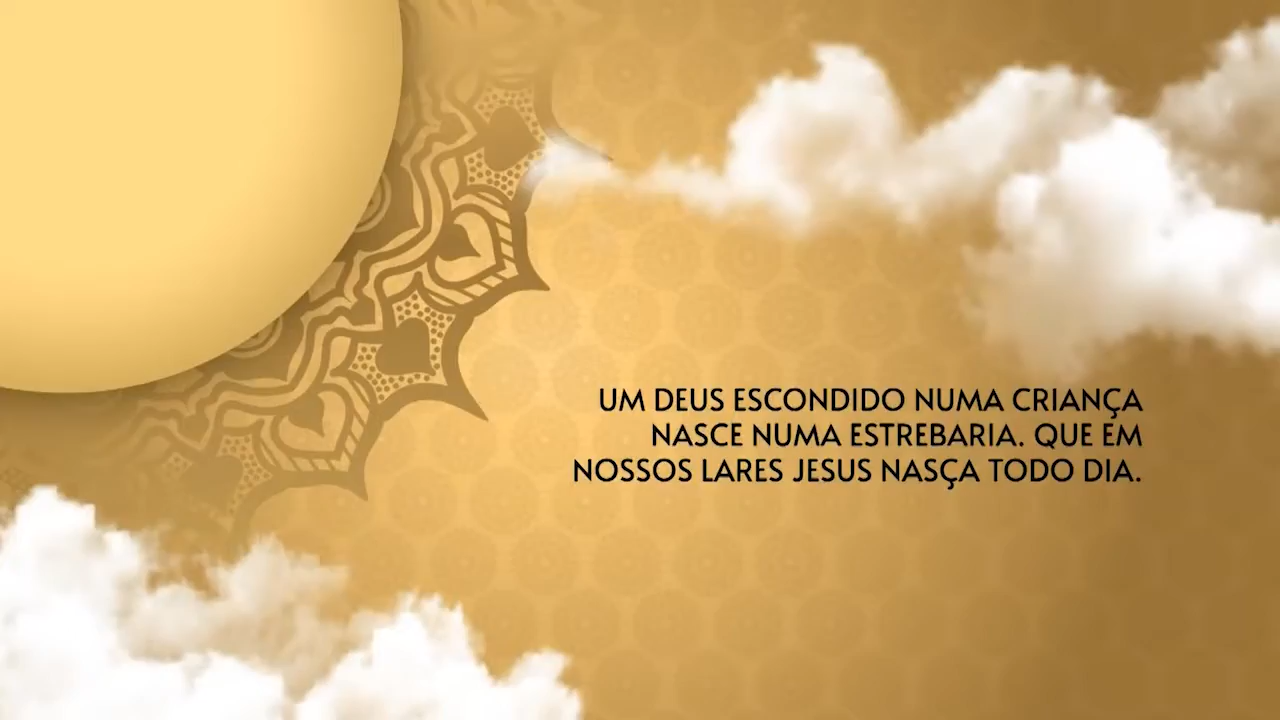 UM DEUS ESCONDIDO NUMA CRIANÇA
NASCE NUMA ESTREBARIA. QUE EM
NOSSOS LARES JESUS NASÇA TODO DIA.